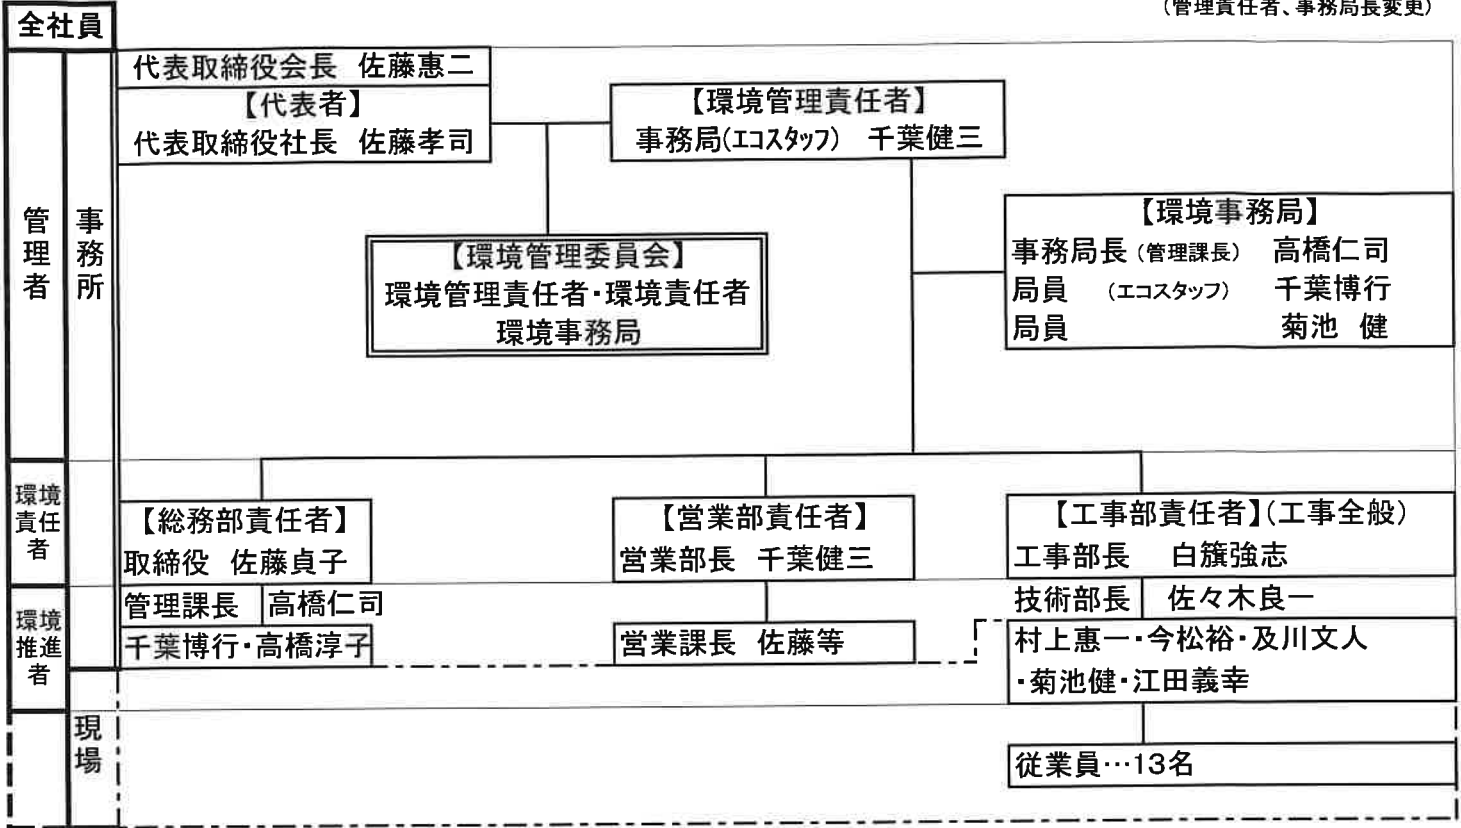 (管理責任者、事務局長変更)
全社員
代表取締役会長 佐藤惠二
【代表者】
代表取締役社長 佐藤孝司
【環境管理責任者】
事務局(エコスタッフ) 千葉健三
管理者
事務所
【環境管理委員会】
環境管理責任者・環境責任者
環境事務局
【環境事務局】
事務局長(管理課長) 高橋仁司
局員 (エコスタッフ) 千葉博行
局員 菊池 健
環境
責任
者
【総務部責任者】
取締役 佐藤貞子
【営業部責任者】
営業部長 千葉健三
【工事部責任者】(工事全般)
工事部長 白籏強志
環境
推進
者
管理課長 高橋仁司
千葉博行・高橋淳子
営業課長 佐藤等
技術部長 佐々木良一
村上惠一・今松裕・及川文人
・菊池健・江田義幸
現場
従業員…13名